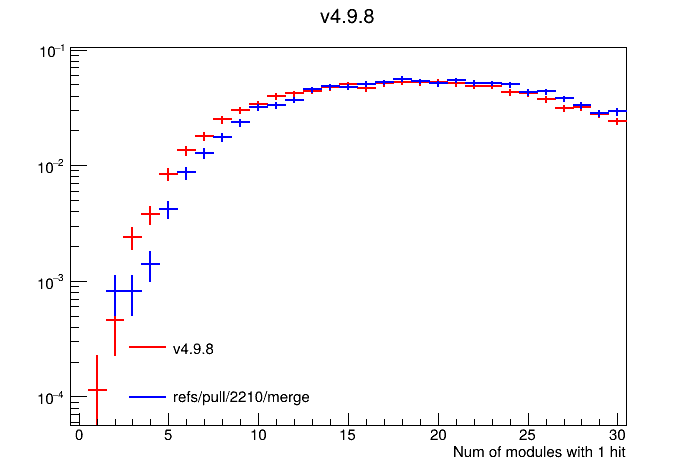 v4.9.8
10⁻¹
10⁻²
10⁻³
10⁻⁴
v4.9.8
refs/pull/2210/merge
0 5 10 15 20 25 30
Num of modules with 1 hit